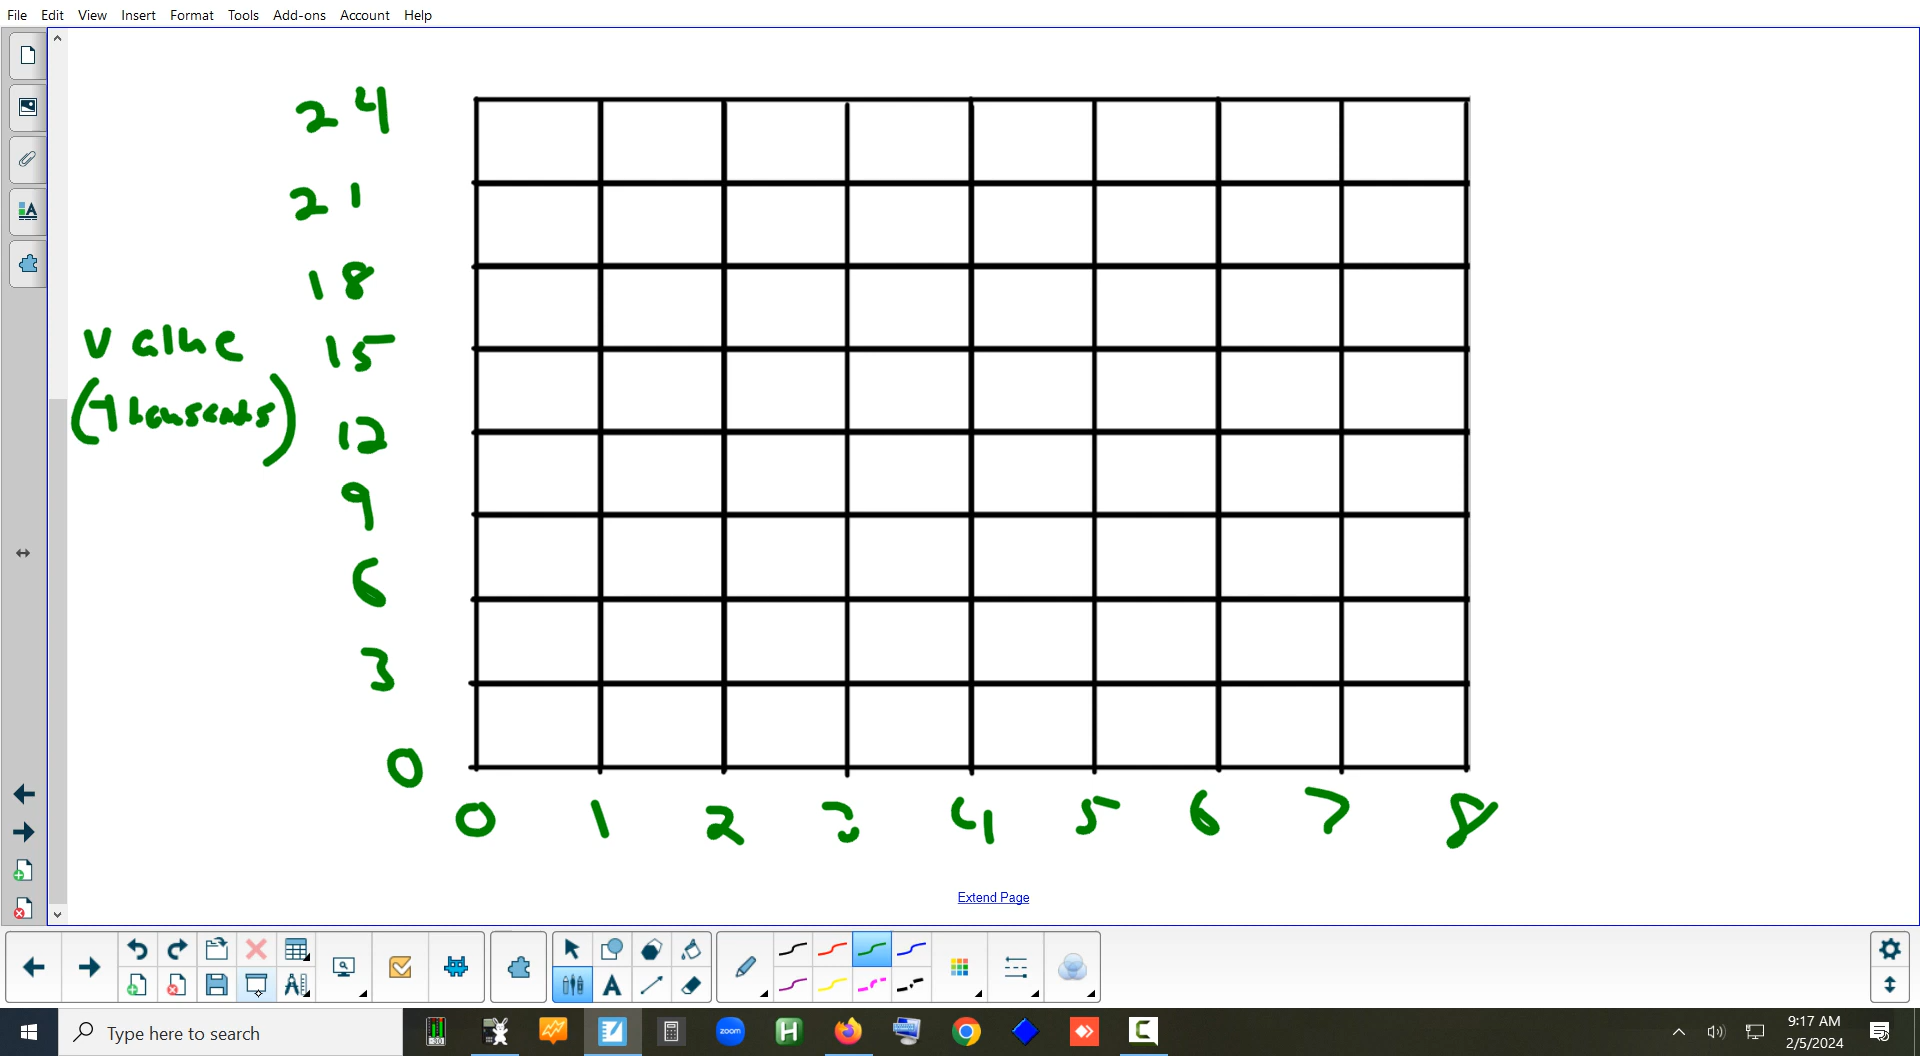 File Edit View Insert Format Tools Add-ons Account Help
24
21
18
value
15
(thousands)
12
9
6
3
0
0 1 2 3 4 5 6 7 8
Extend Page
zoom
Type here to search
9:17 AM
2/5/2024